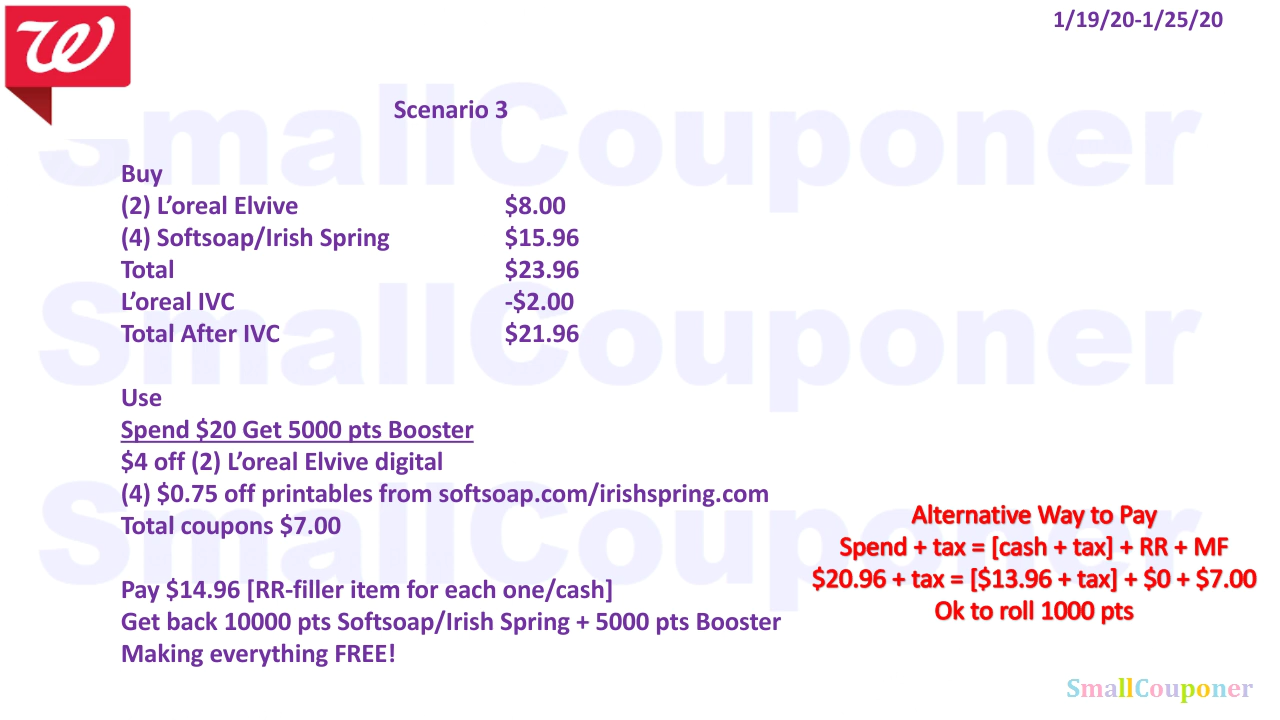 1/19/20-1/25/20
W
SmallCouponer
Scenario 3
Buy
(2) L’oreal Elvive $8.00
(4) Softsoap/Irish Spring $15.96
Total $23.96
L’oreal IVC -$2.00
Total After IVC $21.96
SmallCouponer
Use
Spend $20 Get 5000 pts Booster
$4 off (2) L’oreal Elvive digital
(4) $0.75 off printables from softsoap.com/irishspring.com
Total coupons $7.00
SmallCouponer
Pay $14.96 [RR-filler item for each one/cash]
Get back 10000 pts Softsoap/Irish Spring + 5000 pts Booster
Making everything FREE!
Alternative Way to Pay
Spend + tax = [cash + tax] + RR + MF
$20.96 + tax = [$13.96 + tax] + $0 + $7.00
Ok to roll 1000 pts
SmallCouponer